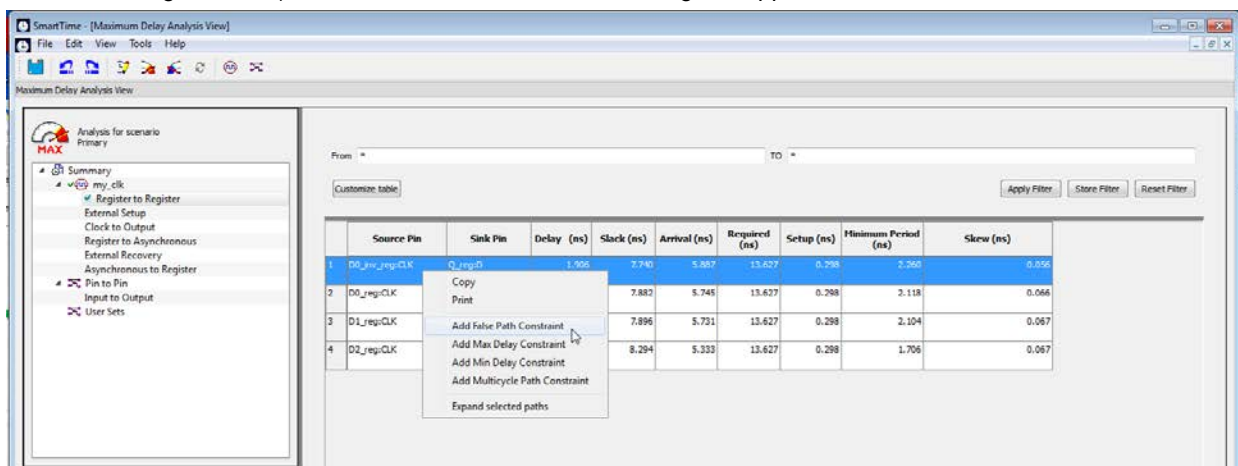 SmartTime - [Maximum Delay Analysis View]
File Edit View Tools Help
Maximum Delay Analysis View
Analysis for scenario
Primary
MAX
Summary
my_clk
Register to Register
External Setup
Clock to Output
Register to Asynchronous
External Recovery
Asynchronous to Register
Pin to Pin
Input to Output
User Sets
From *
TO *
Customize table
Apply Filter Store Filter Reset Filter
Source Pin Sink Pin Delay (ns) Slack (ns) Arrival (ns) Required (ns) Setup (ns) Minimum Period (ns) Skew (ns)
1 D0_inv_reg:CLK Q_reg:D 1.906 7.740 5.887 13.627 0.298 2.260 0.056
2 D0_reg:CLK 7.882 5.745 13.627 0.298 2.118 0.066
3 D1_reg:CLK 7.896 5.731 13.627 0.298 2.104 0.067
4 D2_reg:CLK 8.294 5.333 13.627 0.298 1.706 0.067
Copy
Print
Add False Path Constraint
Add Max Delay Constraint
Add Min Delay Constraint
Add Multicycle Path Constraint
Expand selected paths